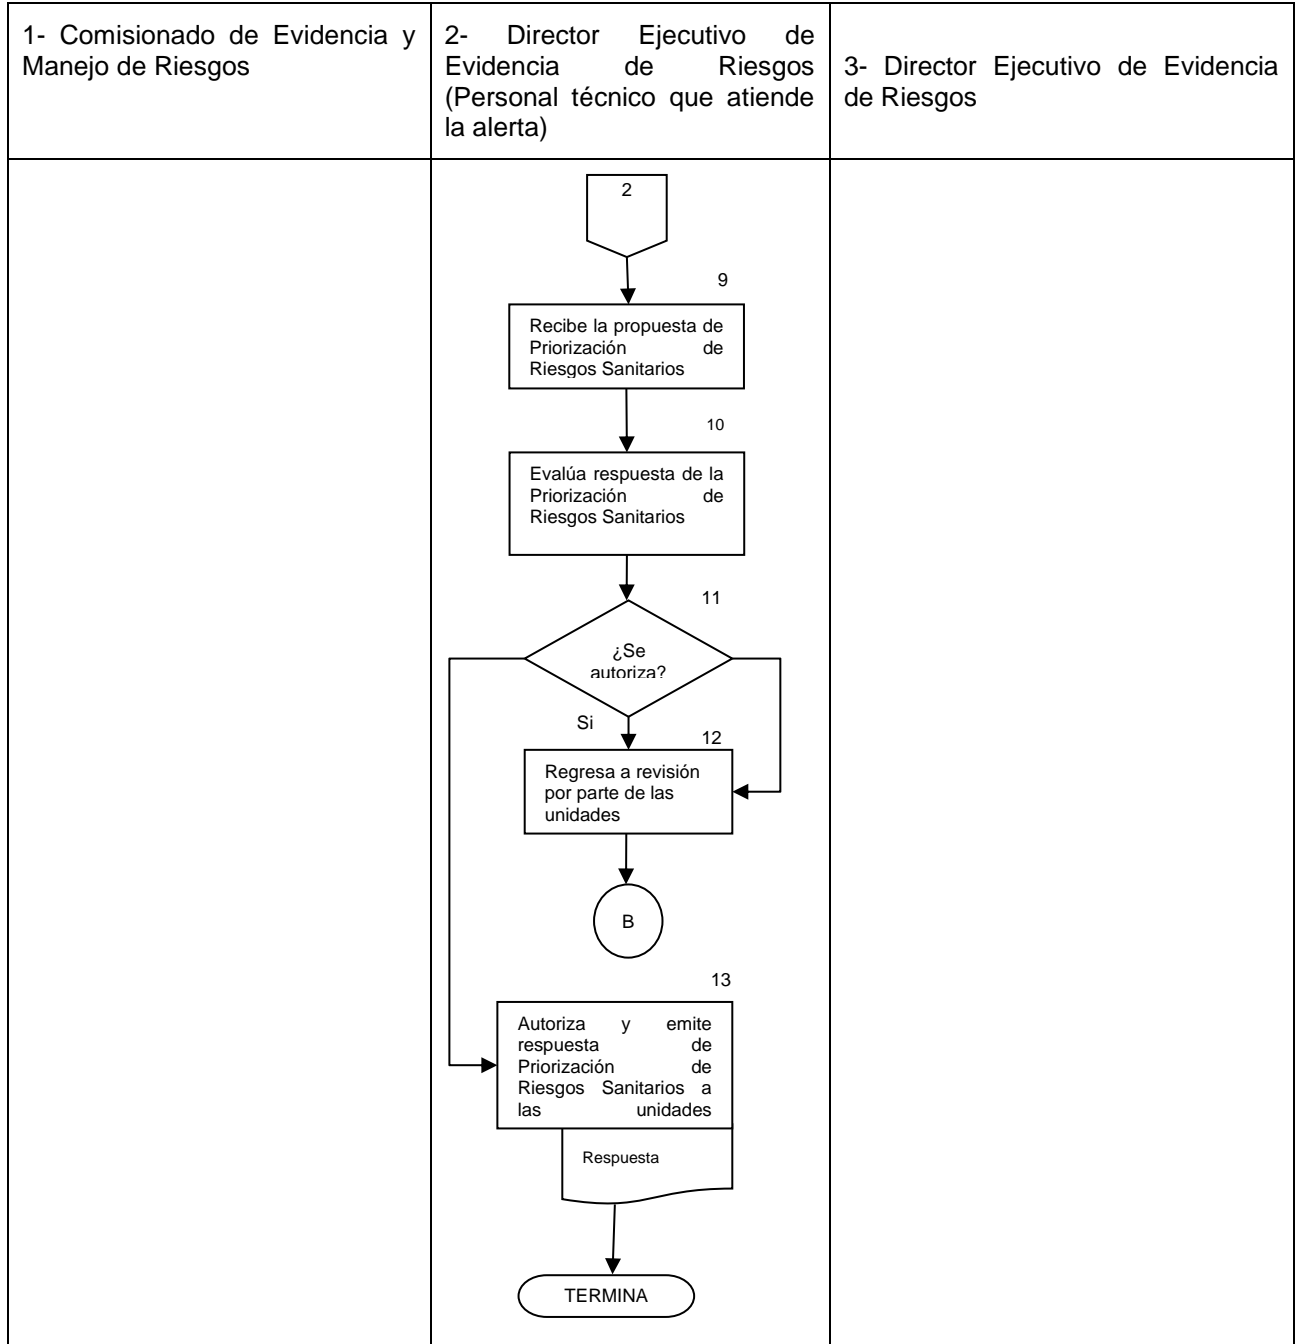 1- Comisionado de Evidencia y
Manejo de Riesgos
2- Director Ejecutivo de
Evidencia de Riesgos
(Personal técnico que atiende
la alerta)
3- Director Ejecutivo de Evidencia
de Riesgos
2
9
Recibe la propuesta de
Priorización de
Riesgos Sanitarios
10
Evalúa respuesta de la
Priorización de
Riesgos Sanitarios
11
¿Se
autoriza?
Si
12
Regresa a revisión
por parte de las
unidades
B
13
Autoriza y emite
respuesta de
Priorización de
Riesgos Sanitarios a
las unidades
Respuesta
TERMINA